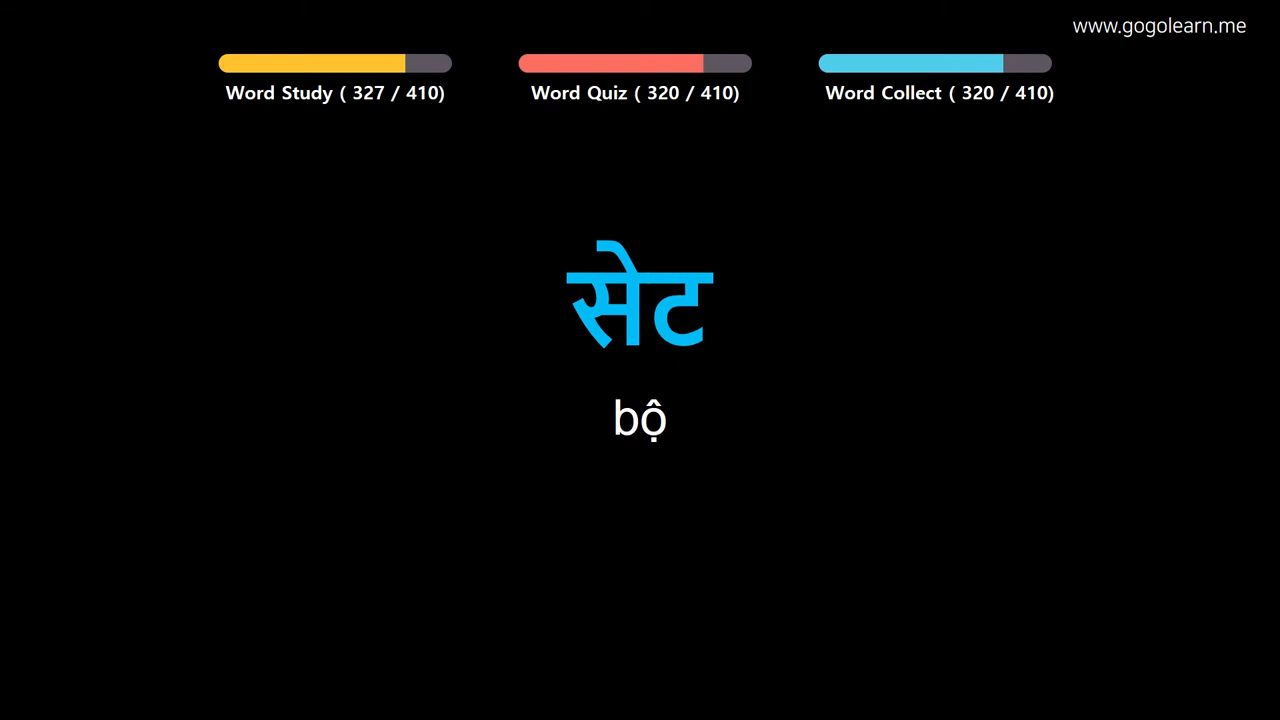 www.gogolearn.me
Word Study ( 327 / 410)
Word Quiz ( 320 / 410)
Word Collect ( 320 / 410)
सेट
bộ